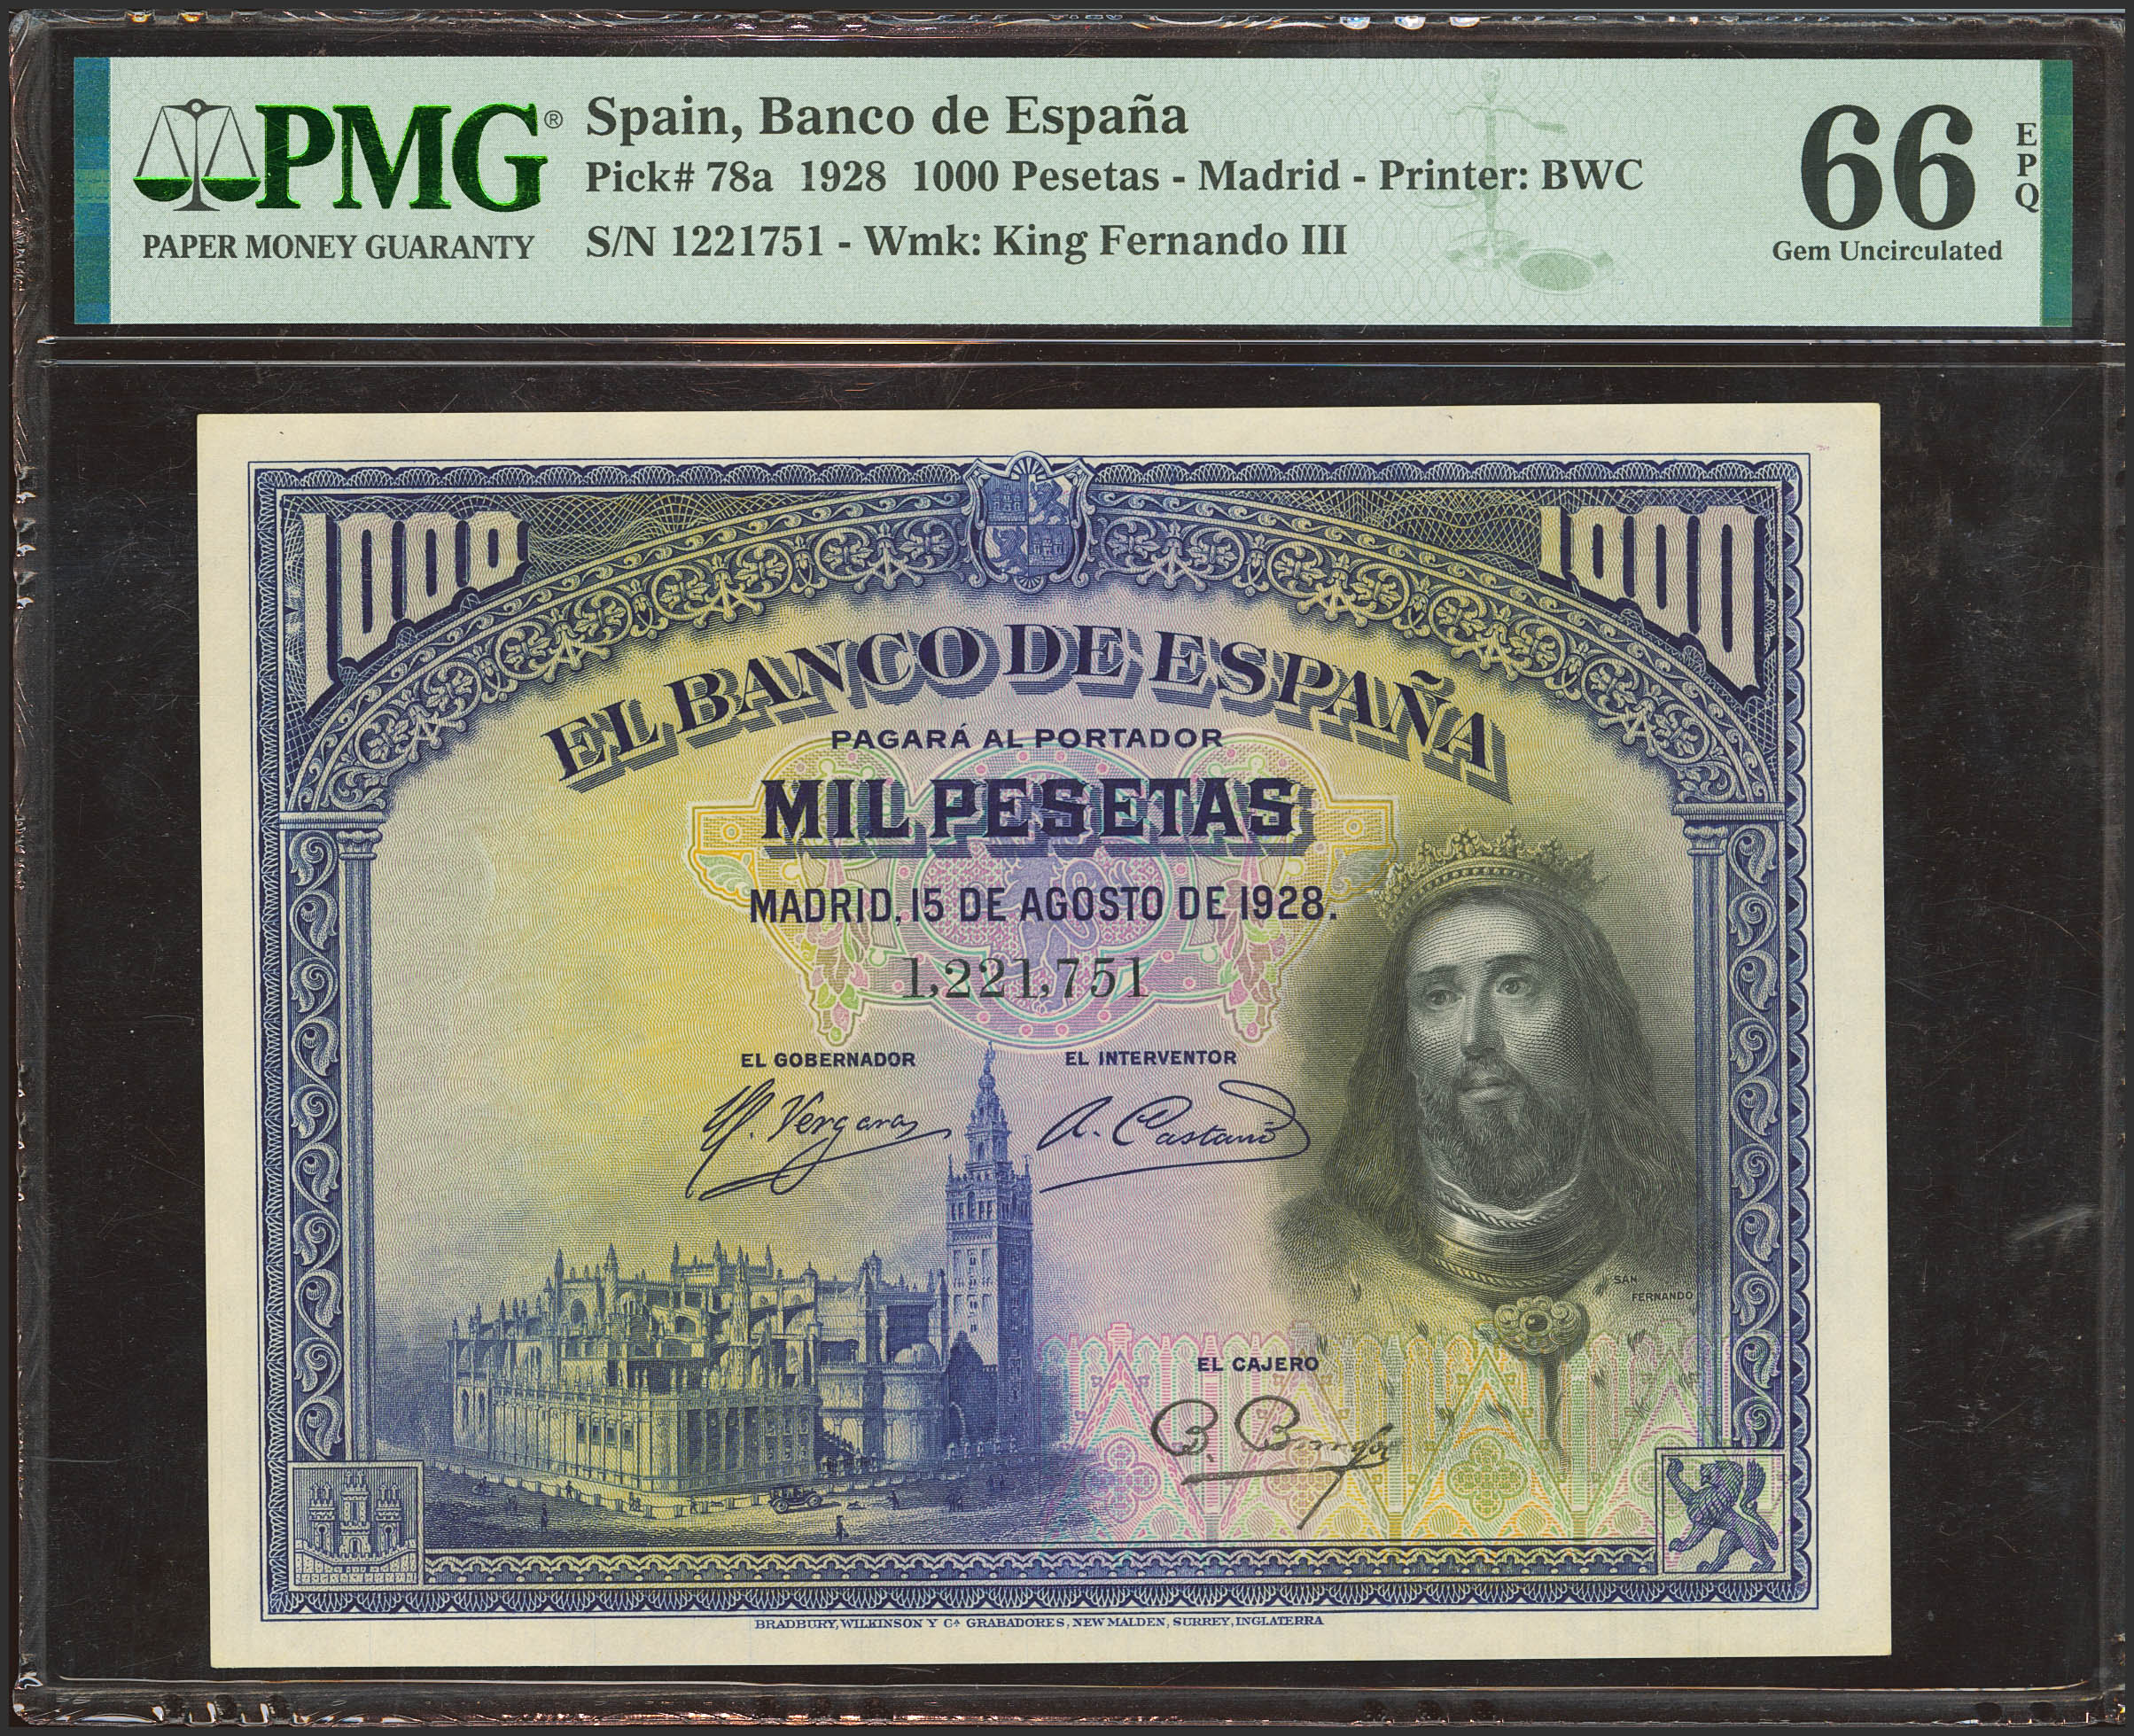 PMG®
PAPER MONEY GUARANTY
Spain, Banco de España
Pick# 78a 1928 1000 Pesetas - Madrid - Printer: BWC
S/N 1221751 - Wmk: King Fernando III
66
EPQ
Gem Uncirculated
1000
1000
EL BANCO DE ESPAÑA
PAGARÁ AL PORTADOR
MIL PESETAS
MADRID, 15 DE AGOSTO DE 1928.
1,221,751
EL GOBERNADOR
EL INTERVENTOR
Vergara
A. Castaño
SAN
FERNANDO
EL CAJERO
BRADBURY, WILKINSON Y Cª GRABADORES, NEW MALDEN, SURREY, INGLATERRA